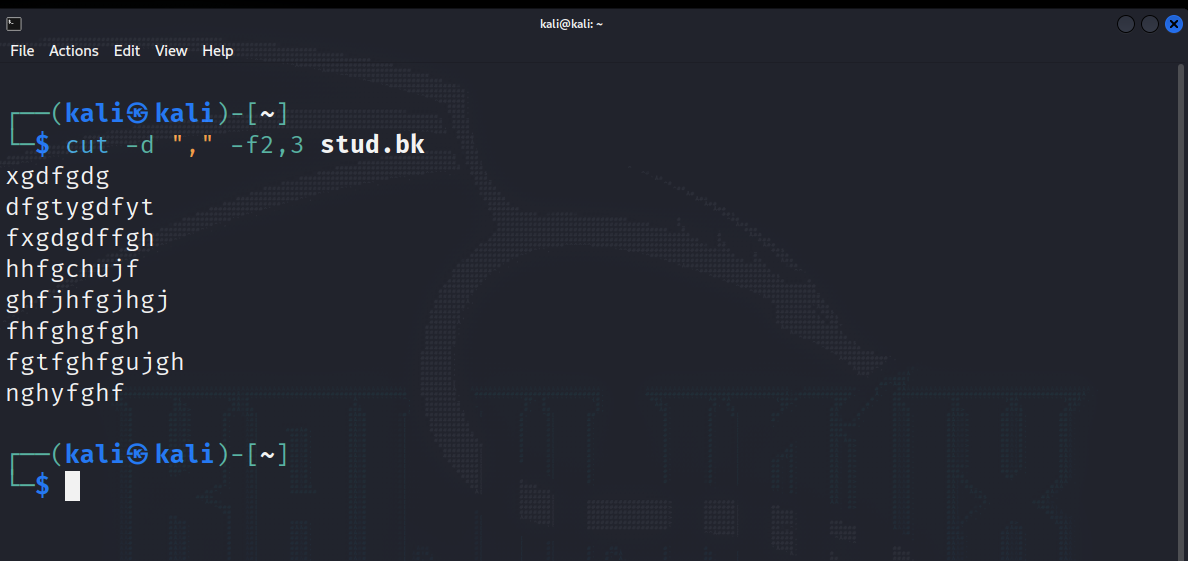 kali@kali: ~
File Actions Edit View Help
┌──(kali㉿kali)-[~]
└─$ cut -d "," -f2,3 stud.bk
xgdfgdg
dfgtygdfyt
fxgdgdffgh
hhfgchujf
ghfjhfgjhgj
fhfghgfgh
fgtfghfgujgh
nghyfghf
┌──(kali㉿kali)-[~]
└─$